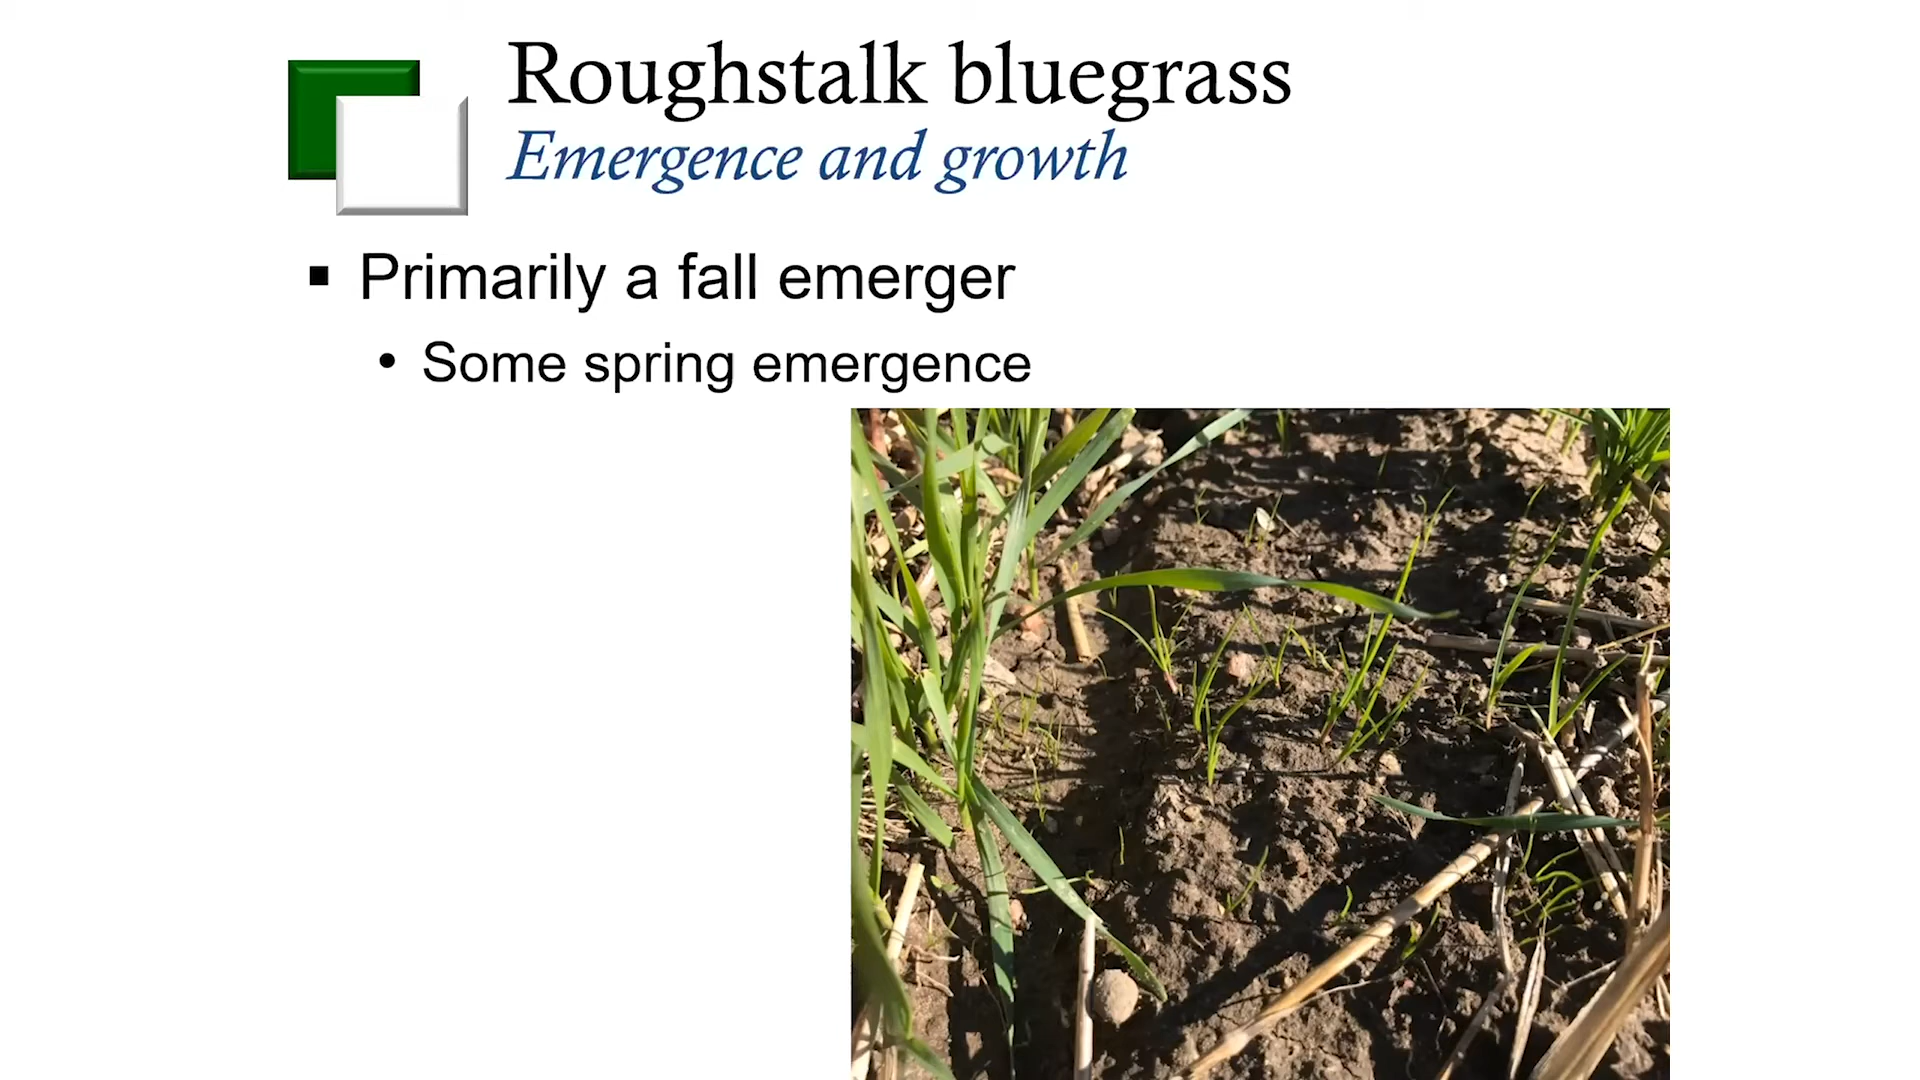 Roughstalk bluegrass
Emergence and growth
▪ Primarily a fall emerger
• Some spring emergence